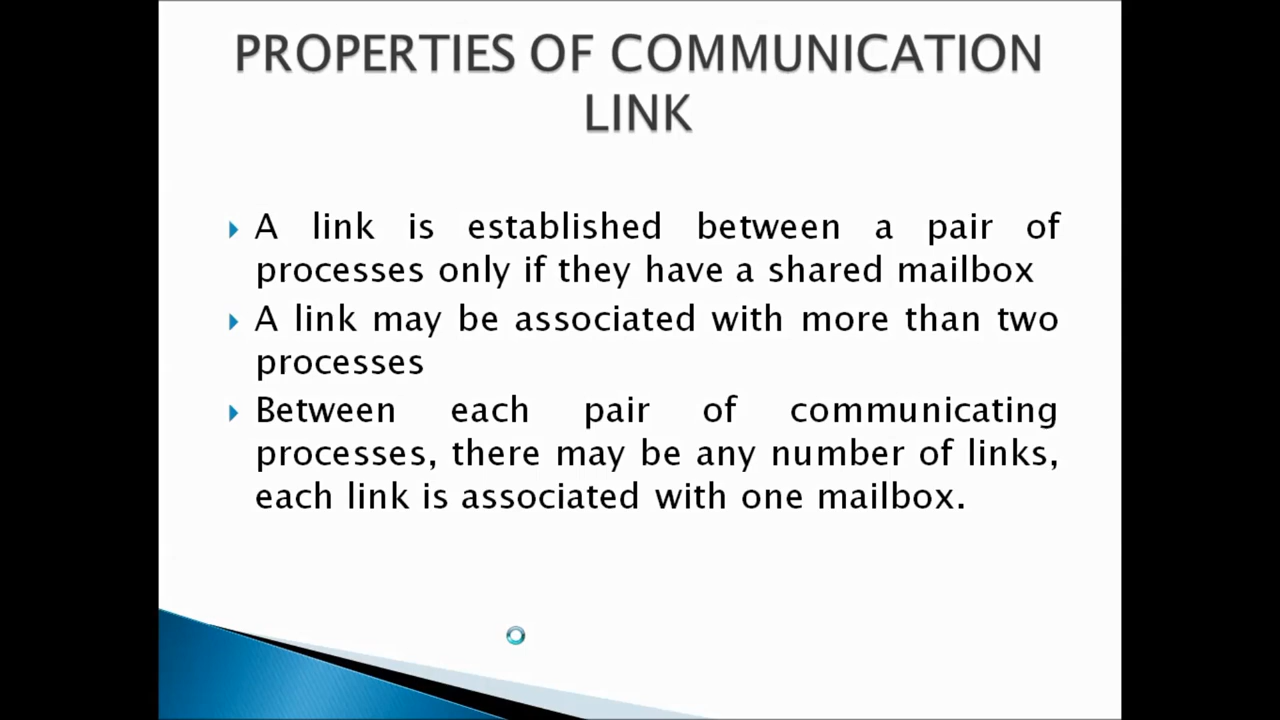 PROPERTIES OF COMMUNICATION
LINK
A link is established between a pair of
processes only if they have a shared mailbox
A link may be associated with more than two
processes
Between each pair of communicating
processes, there may be any number of links,
each link is associated with one mailbox.